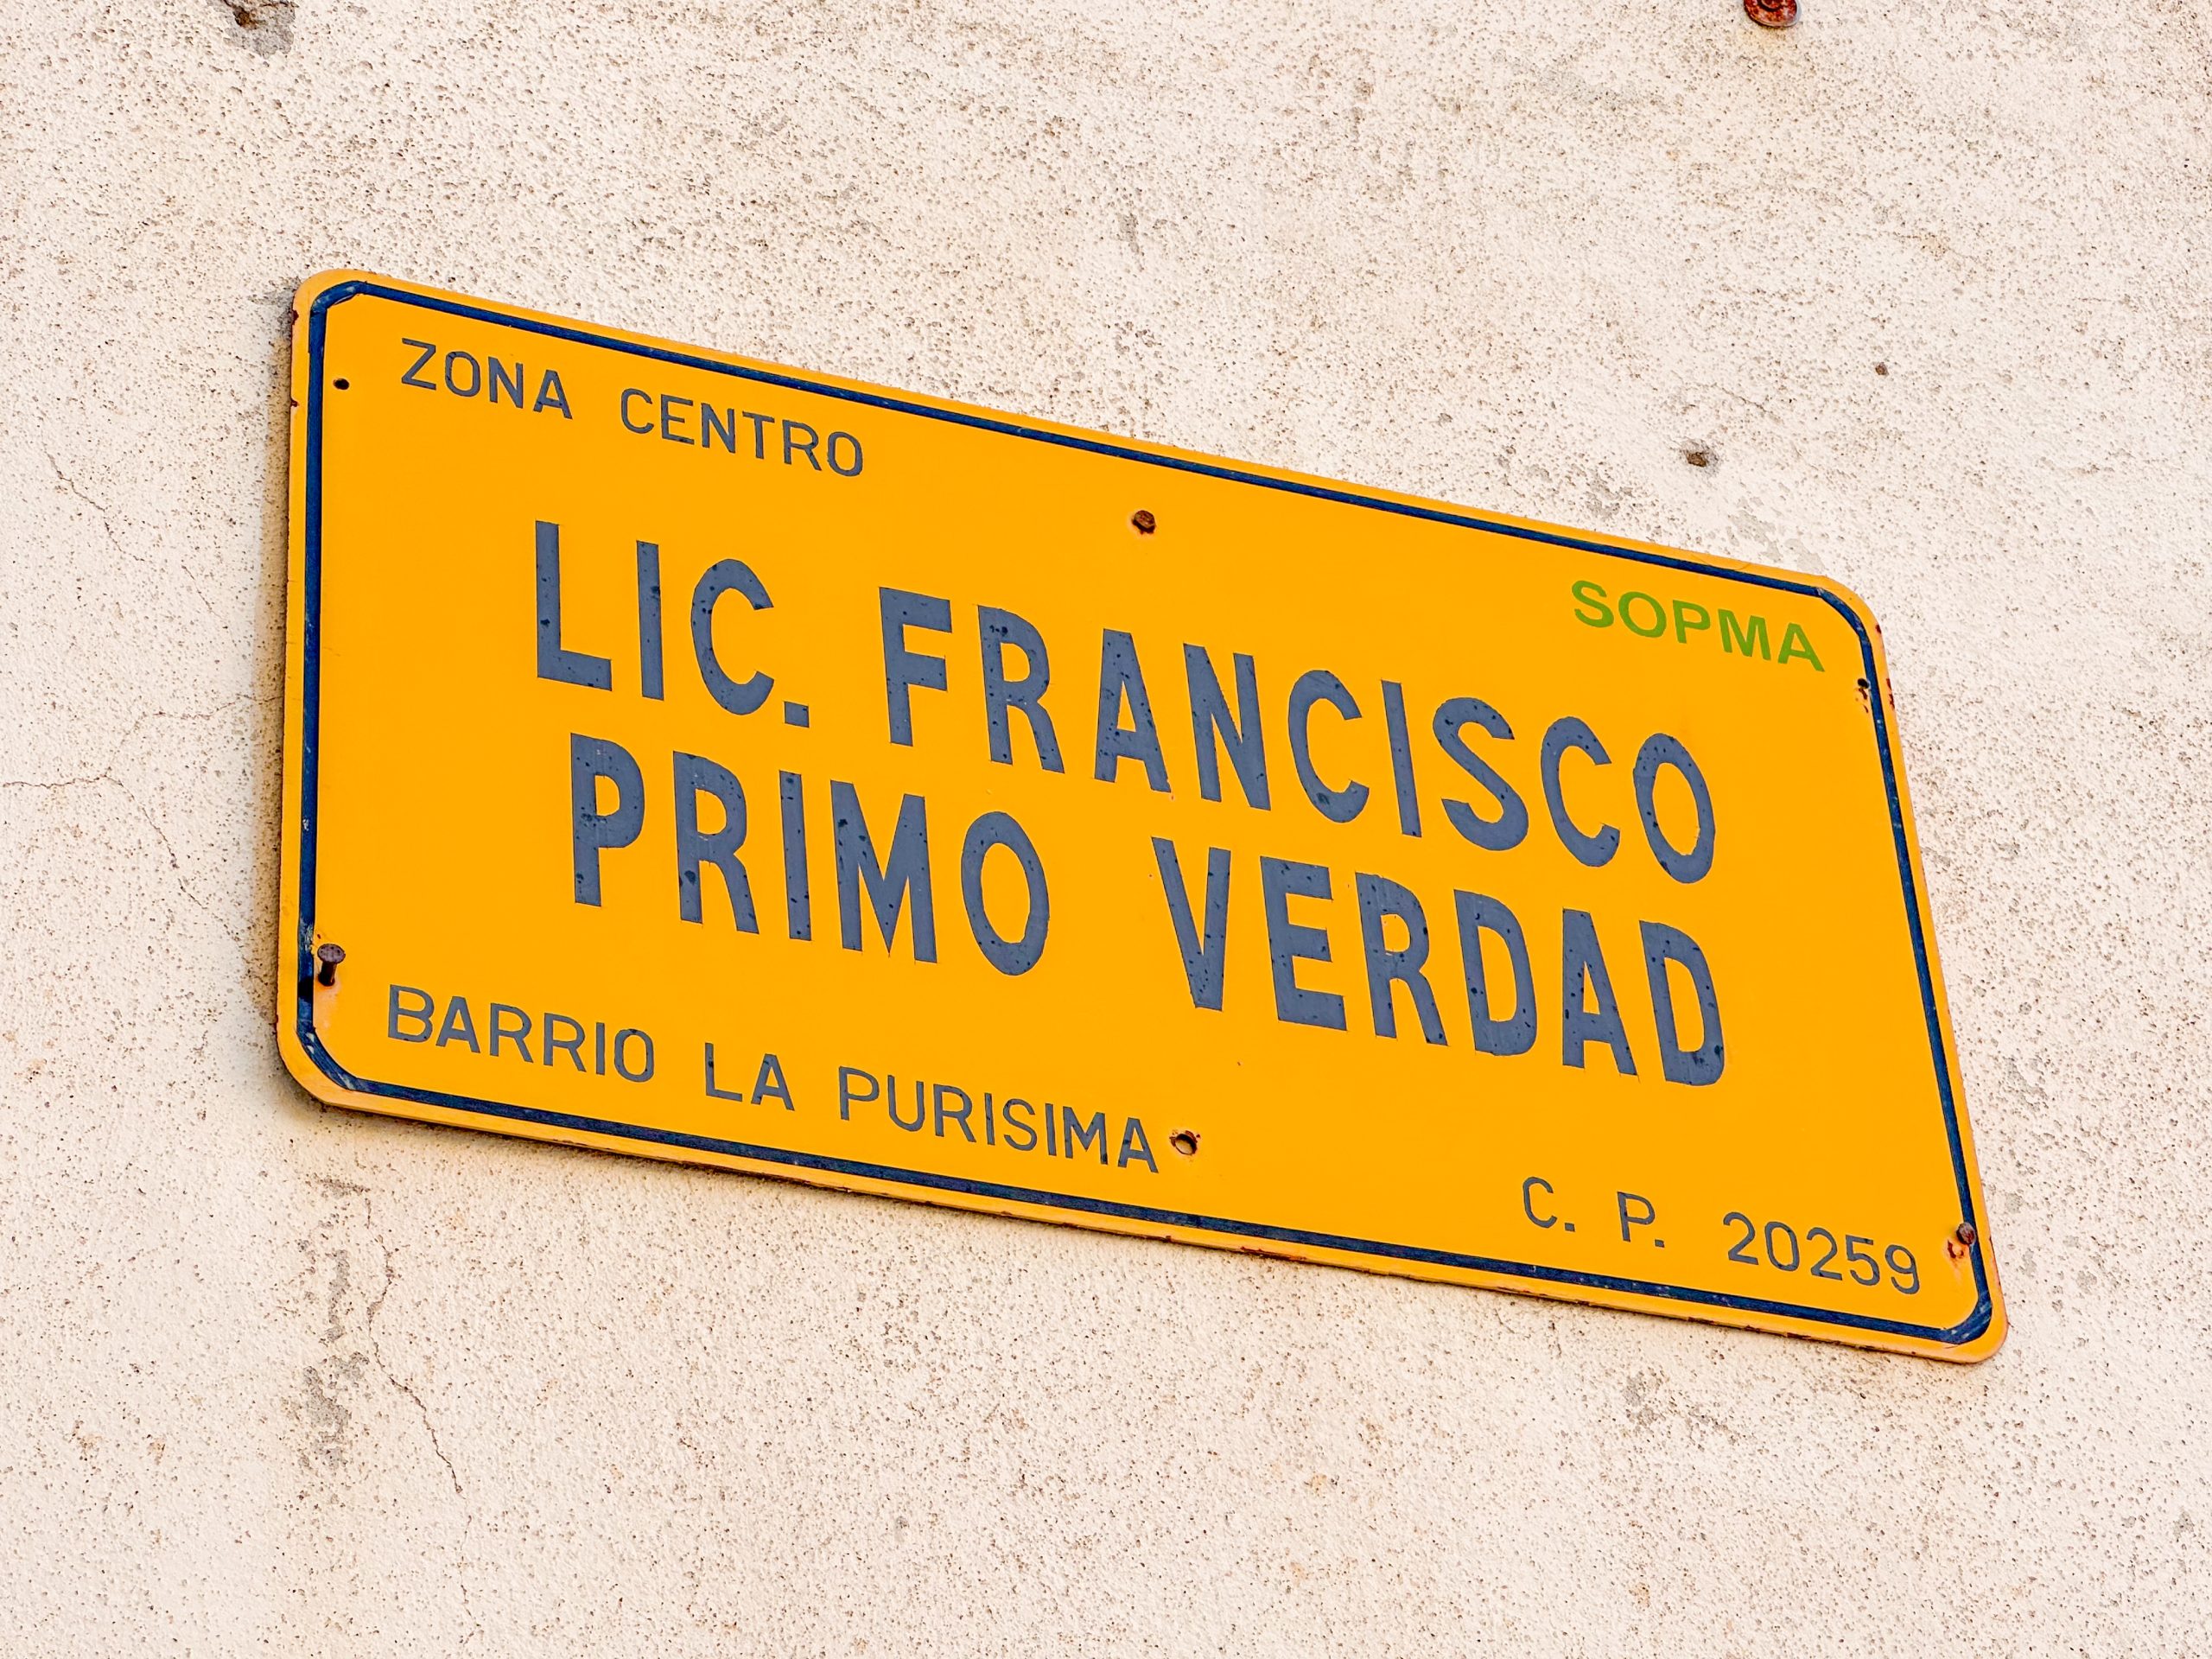 ZONA CENTRO
SOPMA
LIC. FRANCISCO
PRIMO VERDAD
BARRIO LA PURISIMA
C. P. 20259